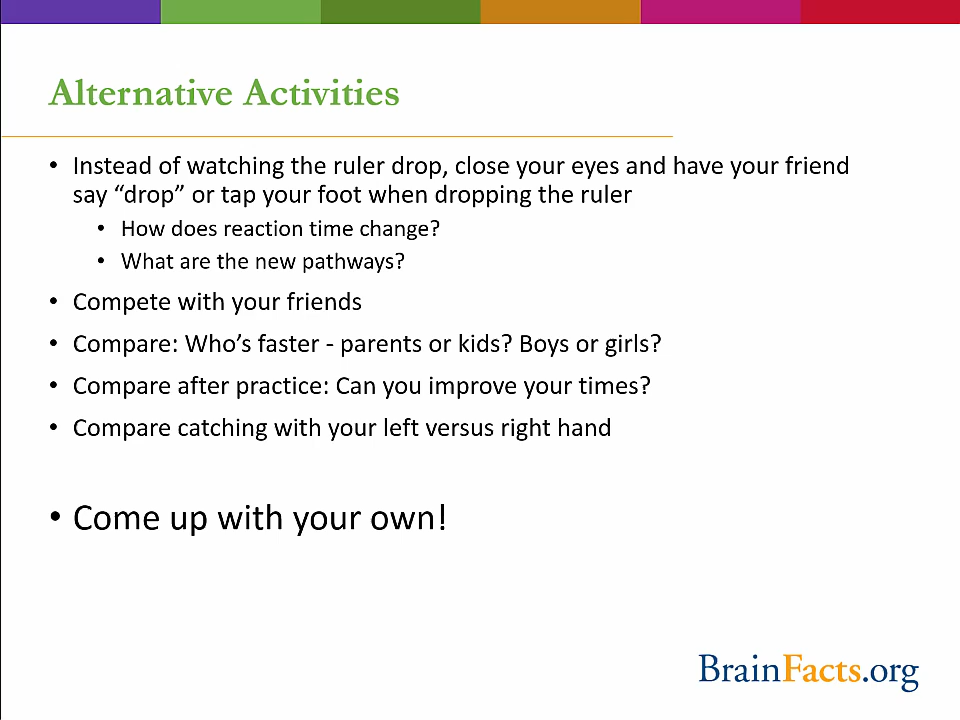 Alternative Activities
• Instead of watching the ruler drop, close your eyes and have your friend
say “drop” or tap your foot when dropping the ruler
• How does reaction time change?
• What are the new pathways?
• Compete with your friends
• Compare: Who’s faster - parents or kids? Boys or girls?
• Compare after practice: Can you improve your times?
• Compare catching with your left versus right hand
• Come up with your own!
BrainFacts.org